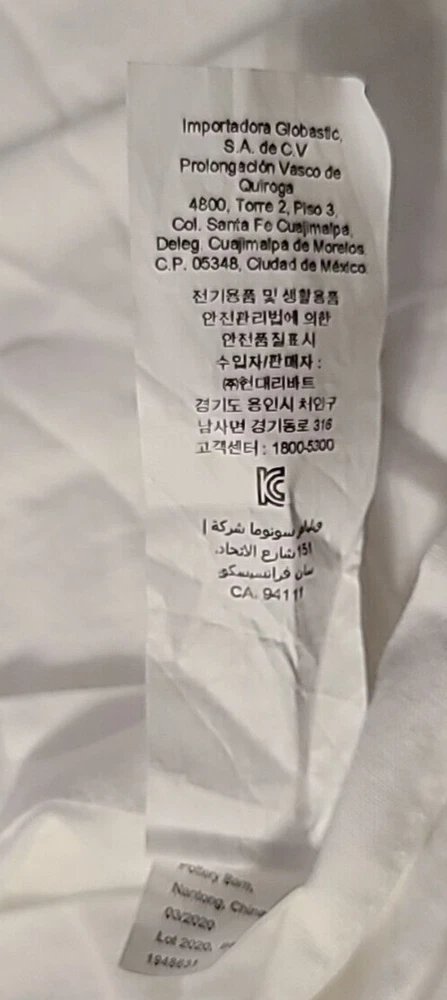 Importadora Globastic,
S.A. de C.V
Prolongación Vasco de
Quiroga
4800, Torre 2, Piso 3,
Col. Santa Fe Cuajimalpa,
Deleg. Cuajimalpa de Morelos
C.P. 05348, Ciudad de México
전기용품 및 생활용품
안전관리법에 의한
안전품질표시
수입자/판매자 :
㈜현대리바트
경기도 용인시 처인구
남사면 경기동로 316
고객센터 : 1800-5300
سونوما شركة |
151 شارع الاتحاد،
سان فرانسيسكو
CA. 94111
Pottery Barn,
Nantong, China
03/2020
Lot 2020,